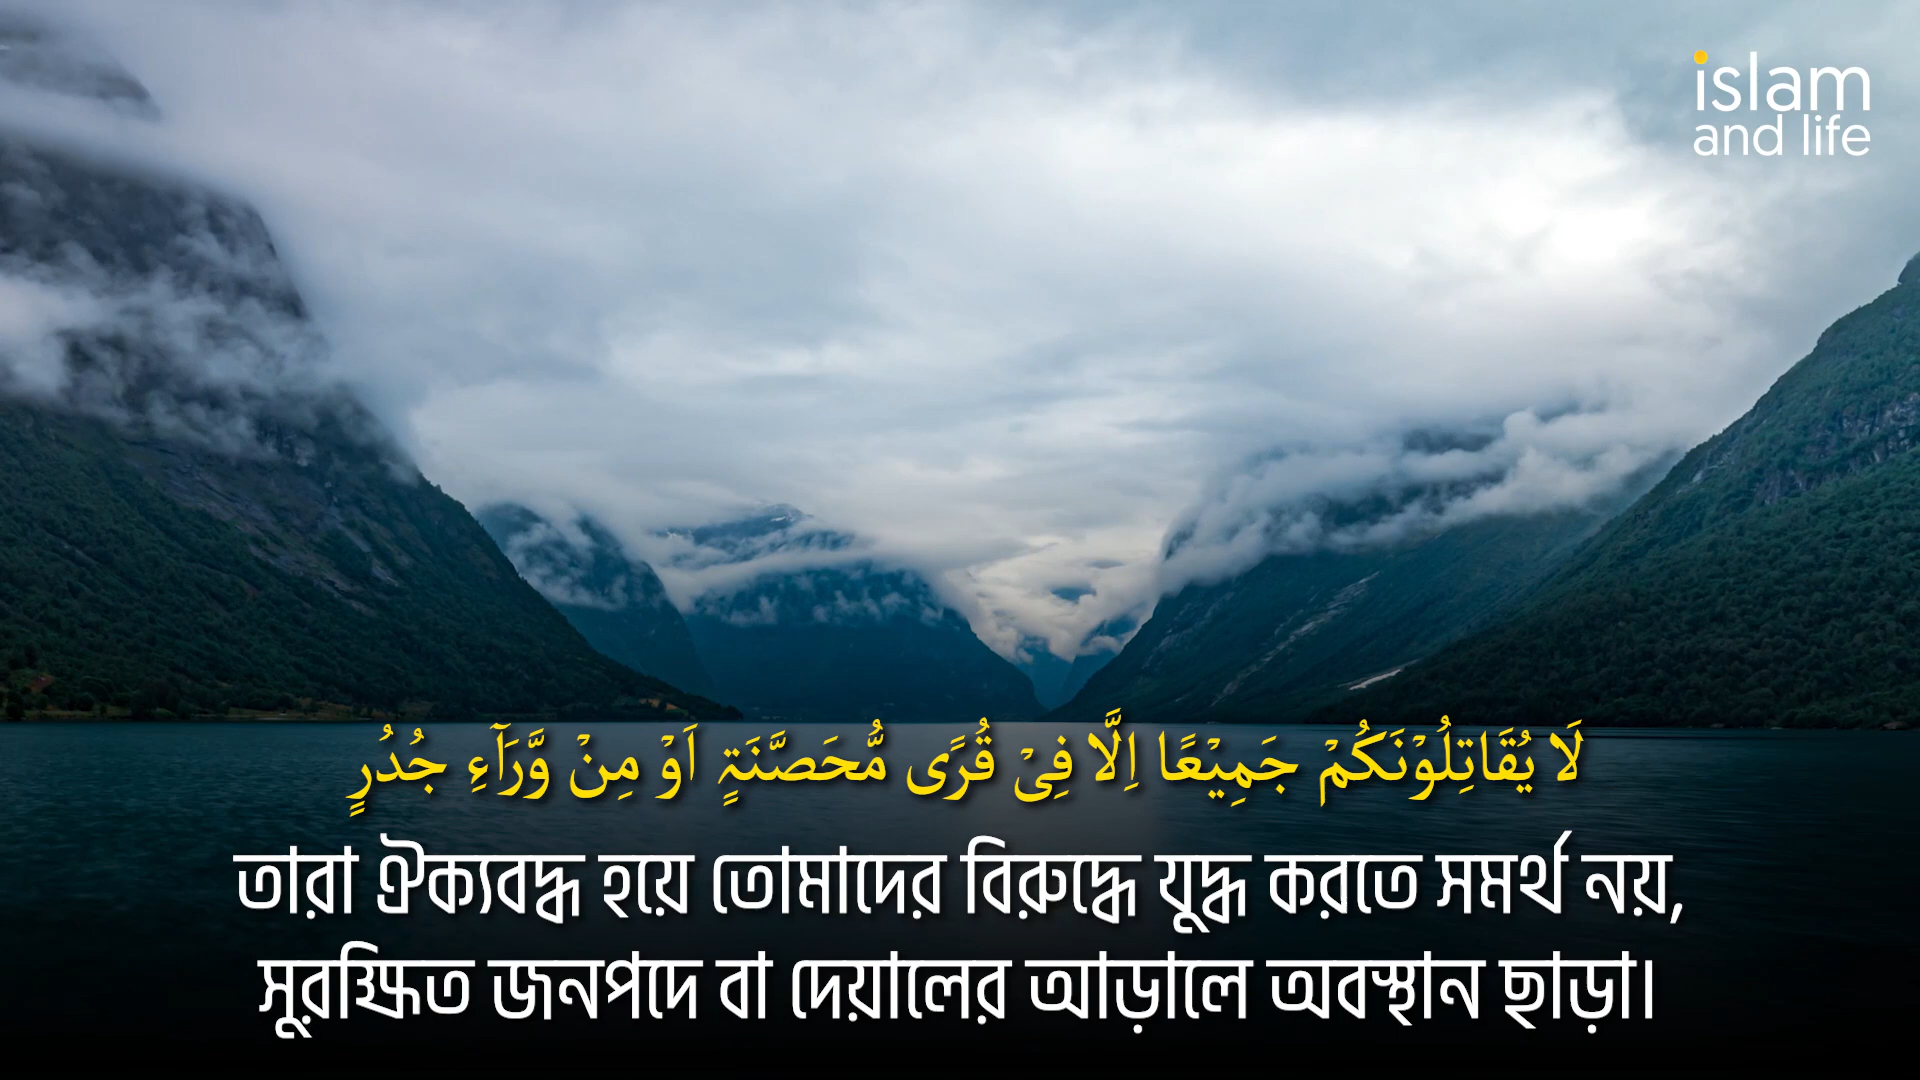 islam
and life
لَا يُقَاتِلُوْنَكُمْ جَمِيْعًا اِلَّا فِىْ قُرًى مُّحَصَّنَةٍ اَوْ مِنْ وَّرَآءِ جُدُرٍ
তারা ঐক্যবদ্ধ হয়ে তোমাদের বিরুদ্ধে যুদ্ধ করতে সমর্থ নয়,
সুরক্ষিত জনপদে বা দেয়ালের আড়ালে অবস্থান ছাড়া।